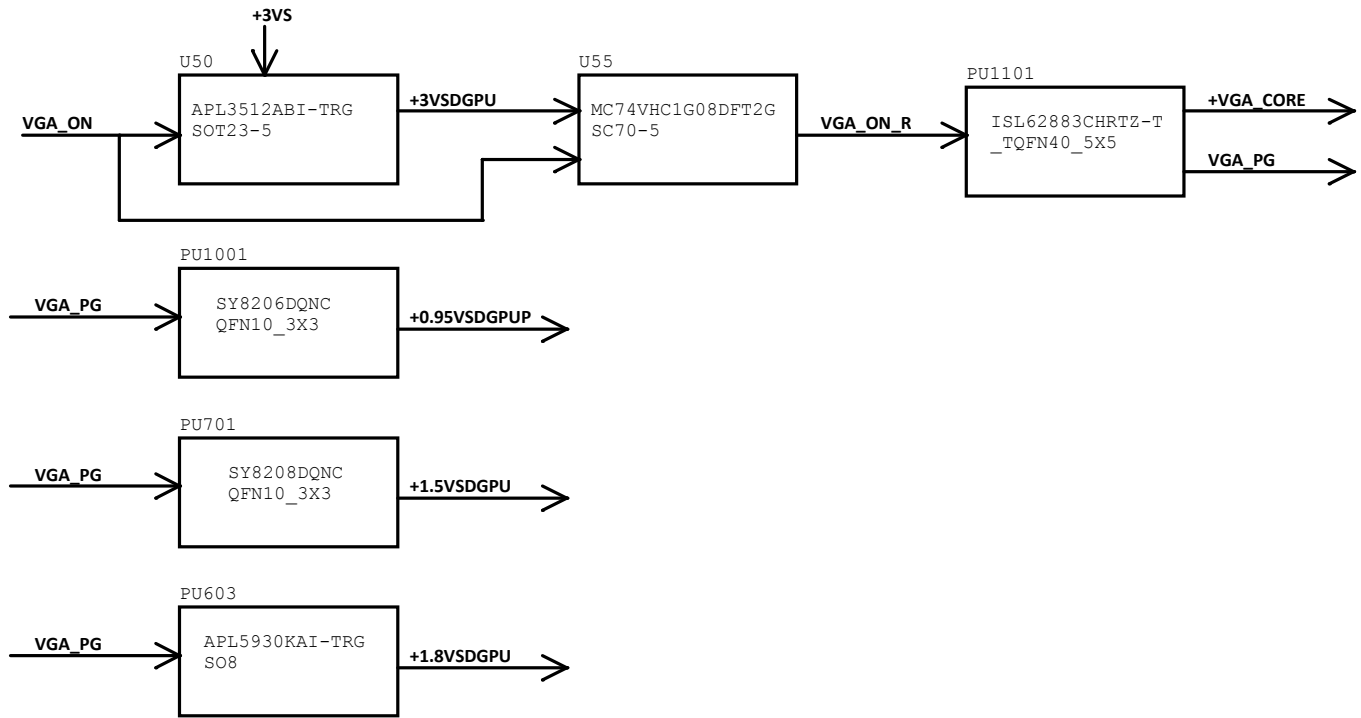 +3VS
U50
APL3512ABI-TRG
SOT23-5
VGA_ON
+3VSDGPU
U55
MC74VHC1G08DFT2G
SC70-5
VGA_ON_R
PU1101
ISL62883CHRTZ-T
_TQFN40_5X5
+VGA_CORE
VGA_PG
PU1001
VGA_PG
SY8206DQNC
QFN10_3X3
+0.95VSDGPUP
PU701
VGA_PG
SY8208DQNC
QFN10_3X3
+1.5VSDGPU
PU603
VGA_PG
APL5930KAI-TRG
SO8
+1.8VSDGPU